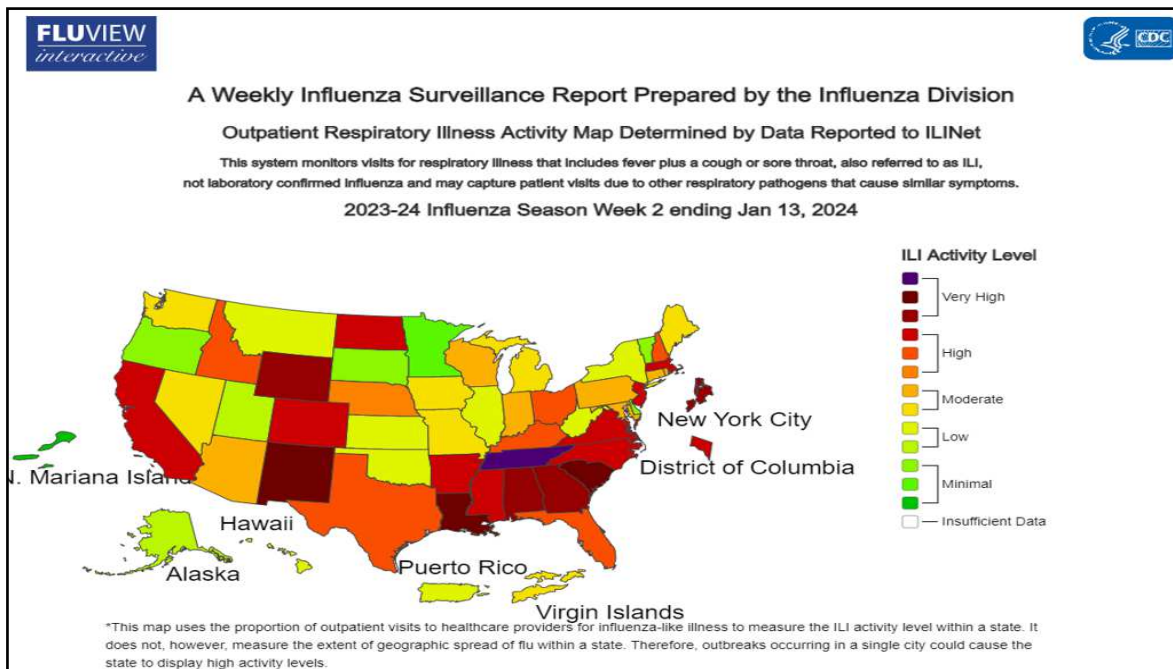 FLUVIEW
interactive
CDC
A Weekly Influenza Surveillance Report Prepared by the Influenza Division
Outpatient Respiratory Illness Activity Map Determined by Data Reported to ILINet
This system monitors visits for respiratory illness that includes fever plus a cough or sore throat, also referred to as ILI,
not laboratory confirmed influenza and may capture patient visits due to other respiratory pathogens that cause similar symptoms.
2023-24 Influenza Season Week 2 ending Jan 13, 2024
ILI Activity Level
Very High
High
Moderate
Low
Minimal
Insufficient Data
New York City
District of Columbia
N. Mariana Island
Hawaii
Alaska
Puerto Rico
Virgin Islands
*This map uses the proportion of outpatient visits to healthcare providers for influenza-like illness to measure the ILI activity level within a state. It
does not, however, measure the extent of geographic spread of flu within a state. Therefore, outbreaks occurring in a single city could cause the
state to display high activity levels.